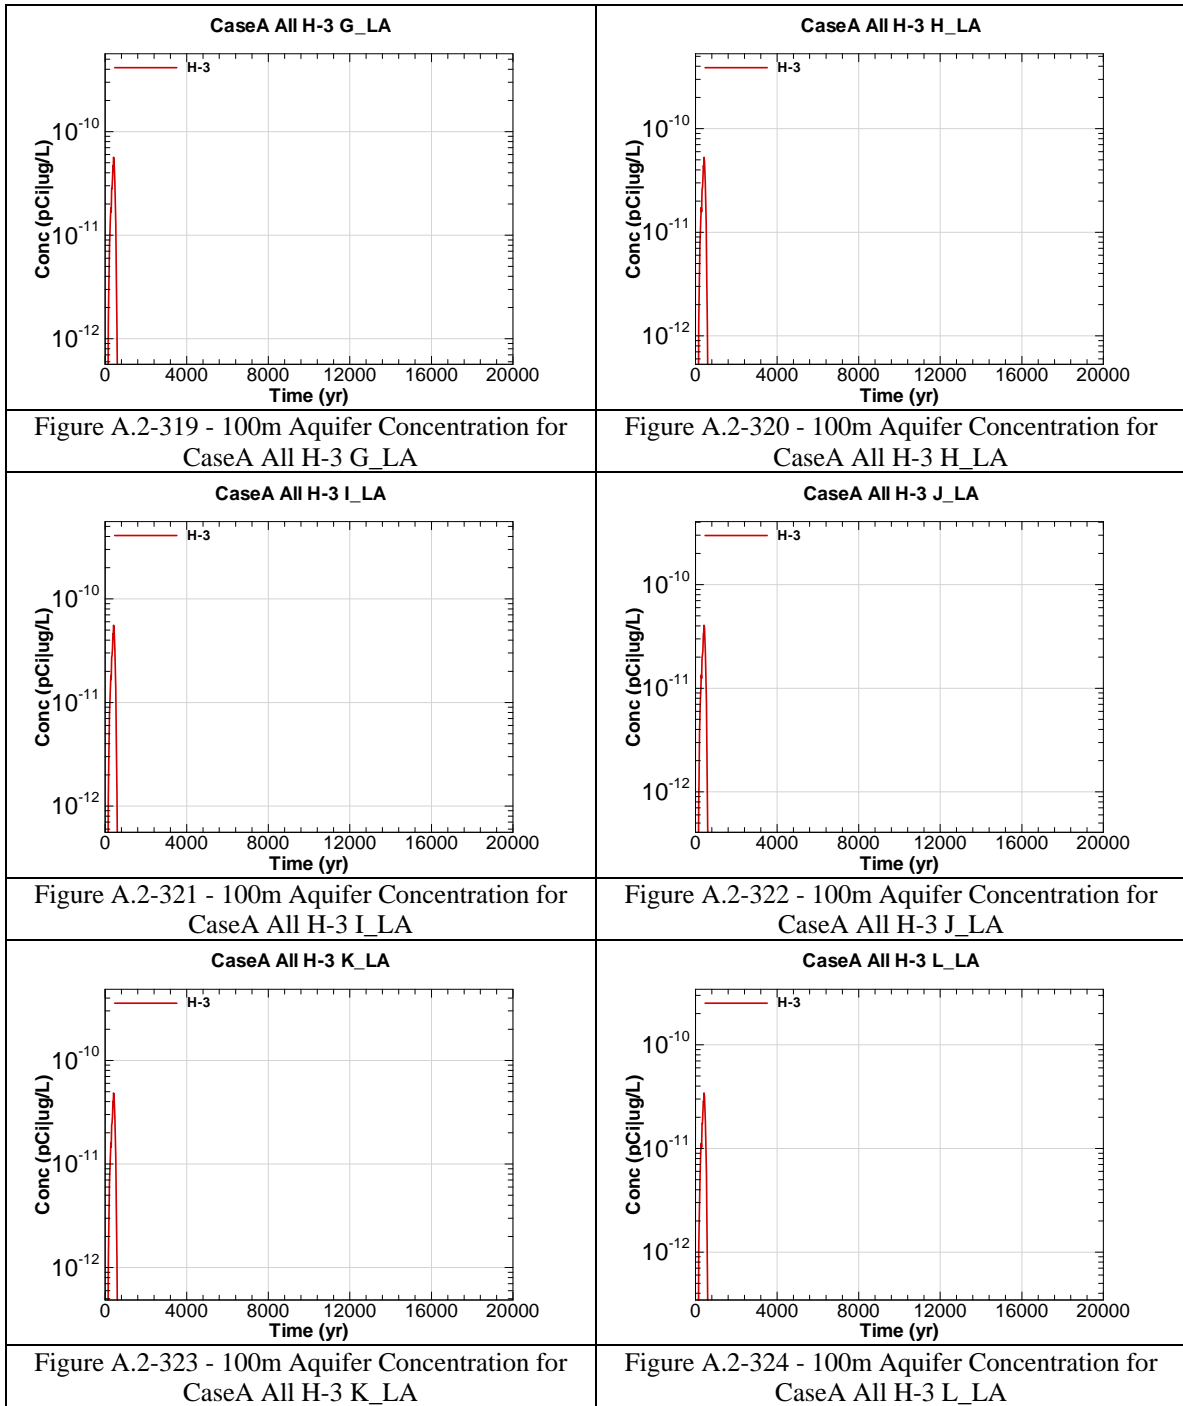 CaseA All H-3 G_LA
H-3
10-10
10-11
10-12
Conc (pCi|ug/L)
0 4000 8000 12000 16000 20000
Time (yr)
Figure A.2-319 - 100m Aquifer Concentration for
CaseA All H-3 G_LA
CaseA All H-3 H_LA
H-3
10-10
10-11
10-12
Conc (pCi|ug/L)
0 4000 8000 12000 16000 20000
Time (yr)
Figure A.2-320 - 100m Aquifer Concentration for
CaseA All H-3 H_LA
CaseA All H-3 I_LA
H-3
10-10
10-11
10-12
Conc (pCi|ug/L)
0 4000 8000 12000 16000 20000
Time (yr)
Figure A.2-321 - 100m Aquifer Concentration for
CaseA All H-3 I_LA
CaseA All H-3 J_LA
H-3
10-10
10-11
10-12
Conc (pCi|ug/L)
0 4000 8000 12000 16000 20000
Time (yr)
Figure A.2-322 - 100m Aquifer Concentration for
CaseA All H-3 J_LA
CaseA All H-3 K_LA
H-3
10-10
10-11
10-12
Conc (pCi|ug/L)
0 4000 8000 12000 16000 20000
Time (yr)
Figure A.2-323 - 100m Aquifer Concentration for
CaseA All H-3 K_LA
CaseA All H-3 L_LA
H-3
10-10
10-11
10-12
Conc (pCi|ug/L)
0 4000 8000 12000 16000 20000
Time (yr)
Figure A.2-324 - 100m Aquifer Concentration for
CaseA All H-3 L_LA